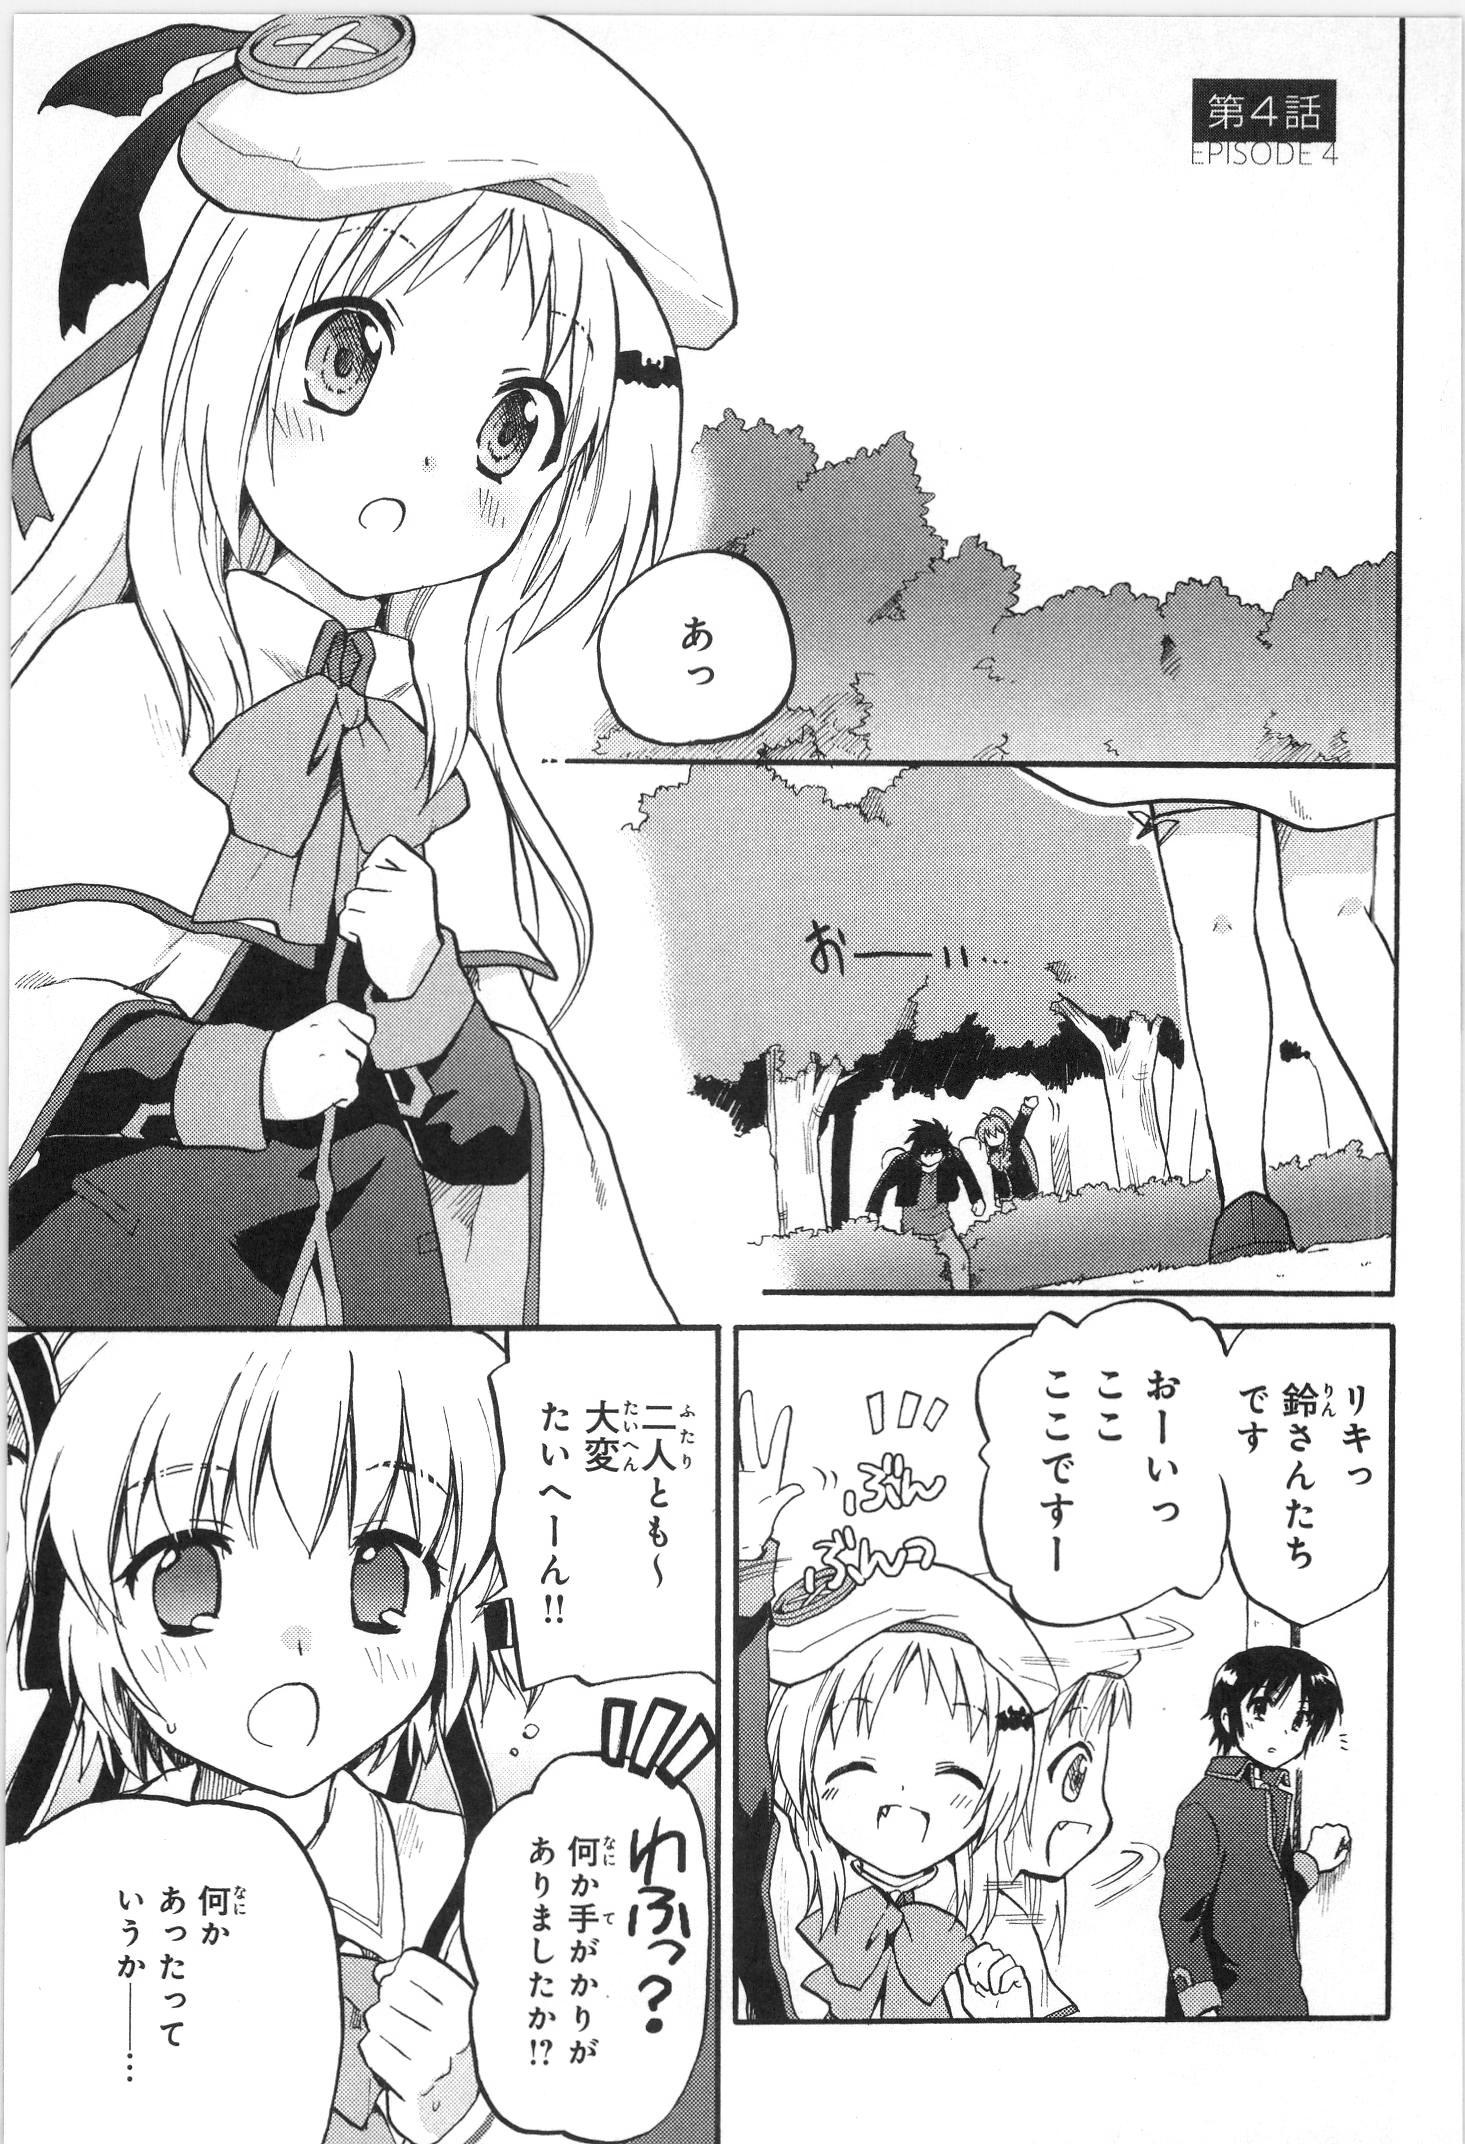 第4話
EPISODE 4
あっ
おーーいぃ…
リキっ
鈴さんたち
です
おーいっ
ここ
ここですー
ぶん
ぶんっ
二人とも~
大変
たいへーん!!
わふっ?
何か手がかりが
ありましたか!?
何か
あったって
いうか――…